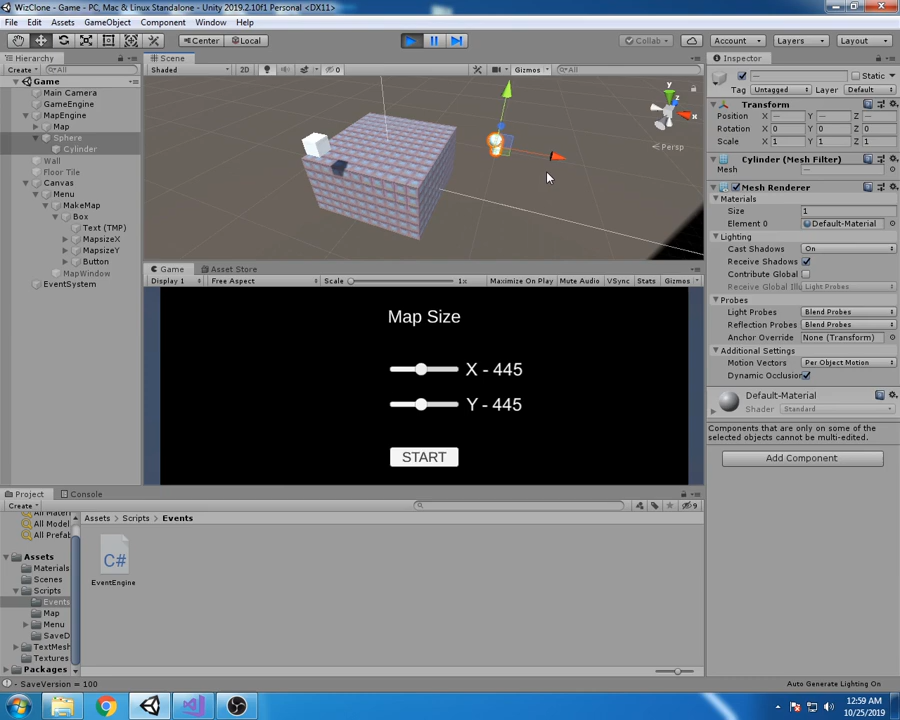 WizClone - Game - PC, Mac & Linux Standalone - Unity 2019.2.10f1 Personal <DX11>
File Edit Assets GameObject Component Window Help
Center Local Collab Account Layers Layout
Hierarchy
Create All
Game
Main Camera
GameEngine
MapEngine
Map
Sphere
Cylinder
Wall
Floor Tile
Canvas
Menu
MakeMap
Box
Text (TMP)
MapsizeX
MapsizeY
Button
MapWindow
EventSystem
Scene
Shaded 2D 0 Gizmos All
y
z
x
Persp
Game Asset Store
Display 1 Free Aspect Scale 1x Maximize On Play Mute Audio VSync Stats Gizmos
Map Size
X - 445
Y - 445
START
Inspector
— Static
Tag Untagged Layer Default
Transform
Position X — Y — Z —
Rotation X 0 Y 0 Z 0
Scale X 1 Y 1 Z 1
Cylinder (Mesh Filter)
Mesh —
Mesh Renderer
Materials
Size 1
Element 0 Default-Material
Lighting
Cast Shadows On
Receive Shadows
Contribute Global
Receive Global Illu Light Probes
Probes
Light Probes Blend Probes
Reflection Probes Blend Probes
Anchor Override None (Transform)
Additional Settings
Motion Vectors Per Object Motion
Dynamic Occlusion
Default-Material
Shader Standard
Components that are only on some of the
selected objects cannot be multi-edited.
Add Component
Project Console
Create 9
All Materi
All Model
All Prefab
Assets
Materials
Scenes
Scripts
Events
Map
Menu
SaveD
TextMesh
Textures
Packages
Assets Scripts Events
C#
EventEngine
- SaveVersion = 100
Auto Generate Lighting On
12:59 AM
10/25/2019